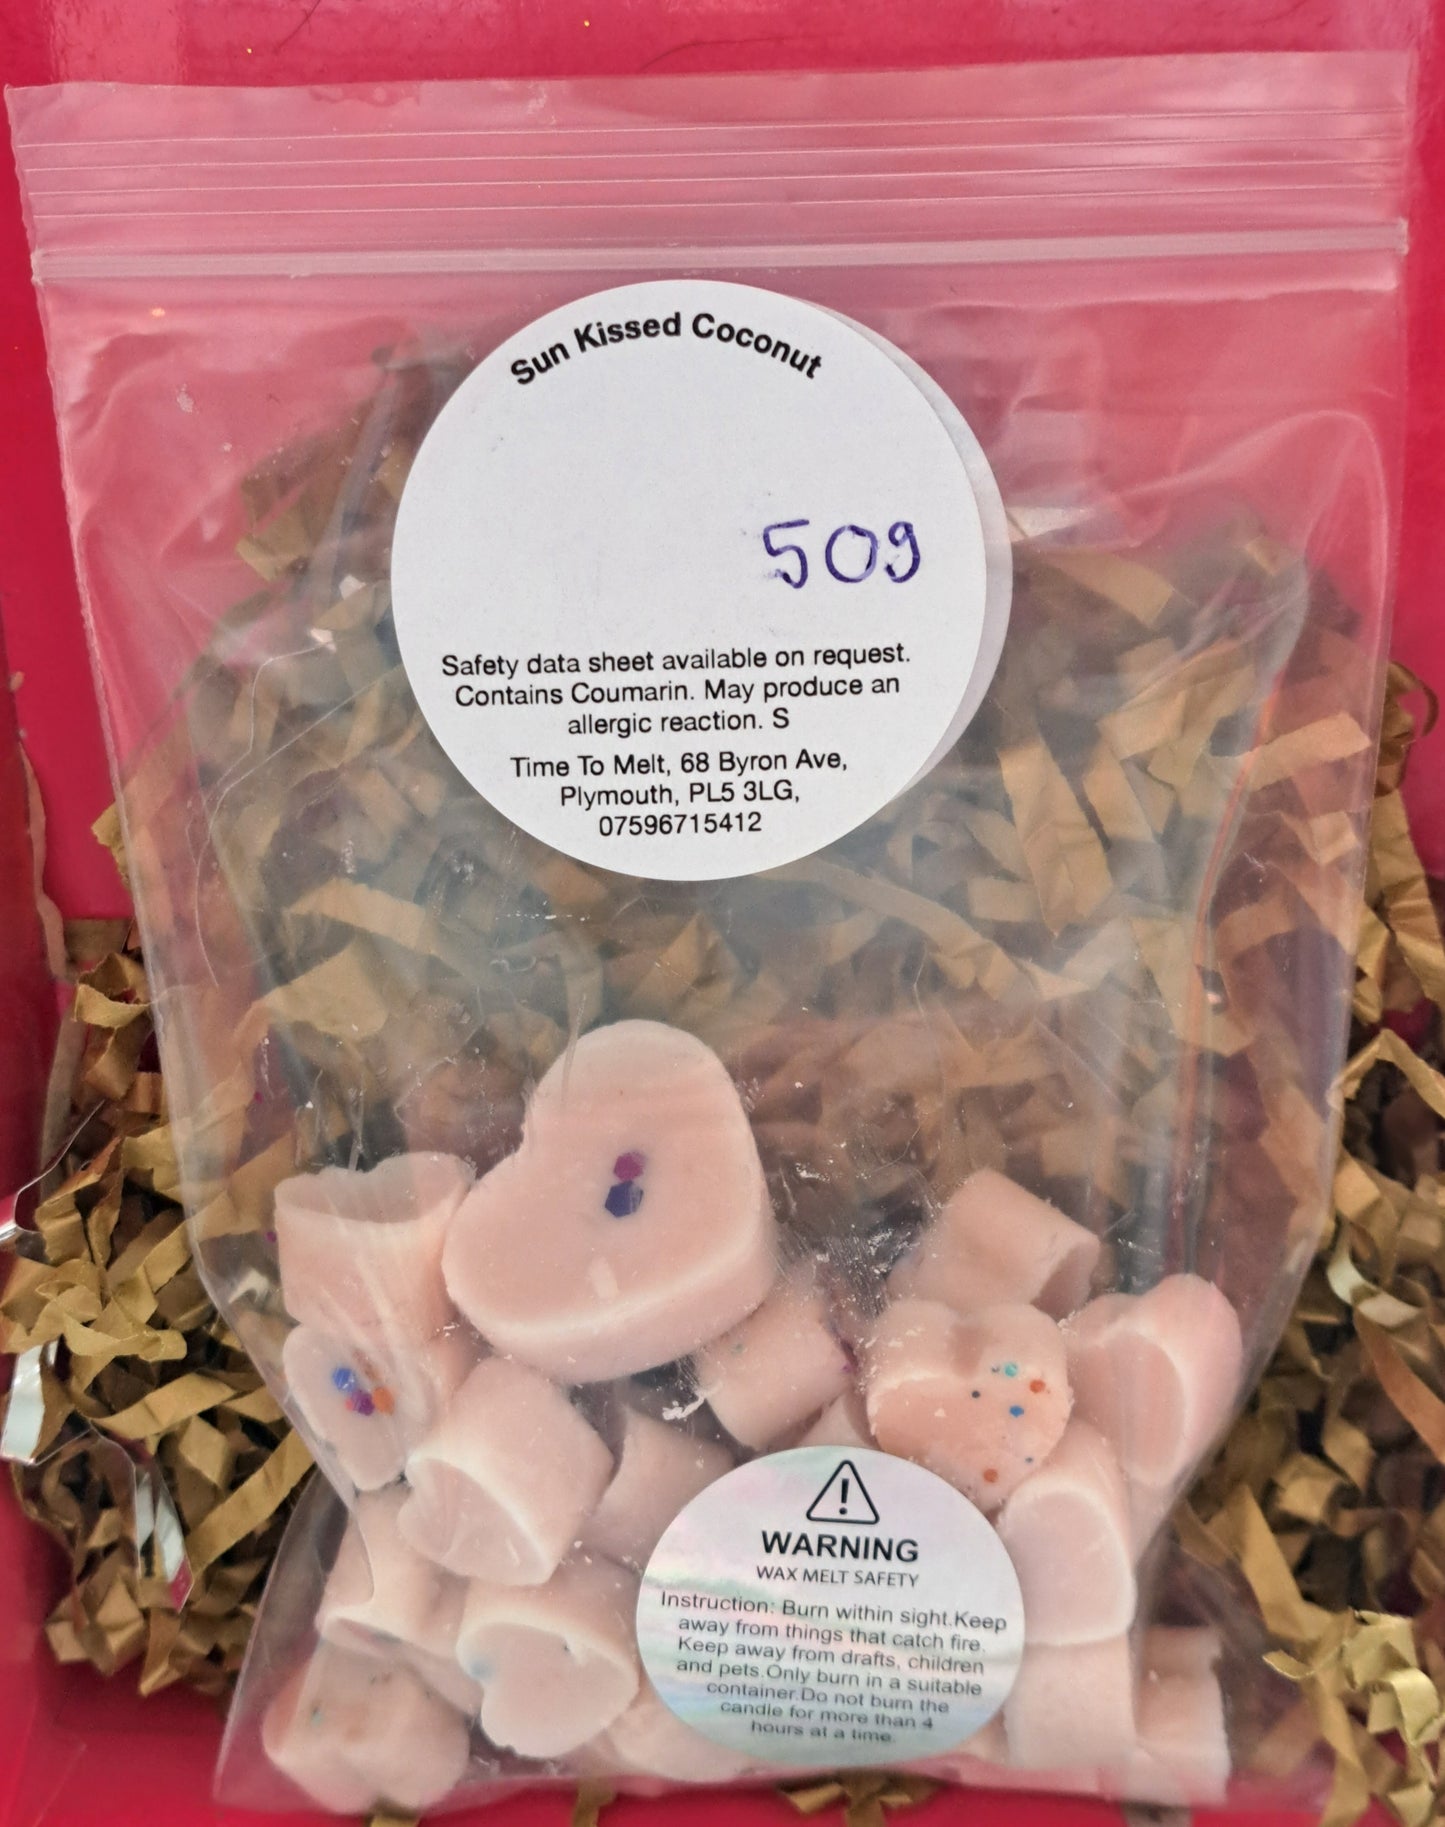 Sun Kissed Coconut
50g
Safety data sheet available on request.
Contains Coumarin. May produce an
allergic reaction. S
Time To Melt, 68 Byron Ave,
Plymouth, PL5 3LG,
07596715412
WARNING
WAX MELT SAFETY
Instruction: Burn within sight.Keep
away from things that catch fire.
Keep away from drafts, children
and pets.Only burn in a suitable
container.Do not burn the
candle for more than 4
hours at a time.